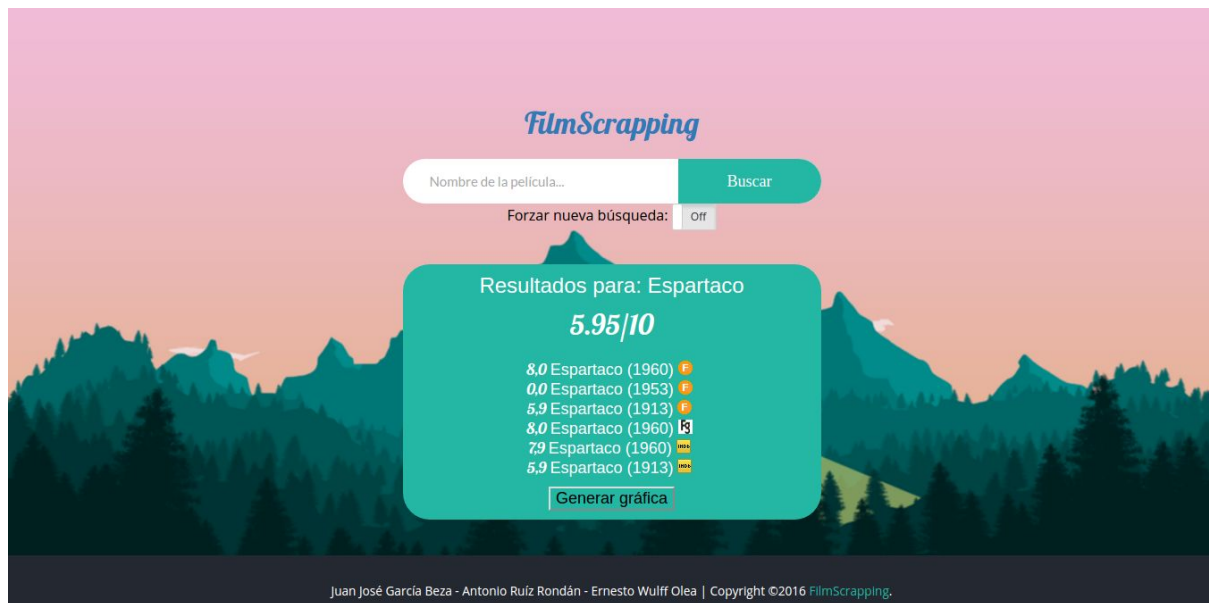 FilmScrapping
Nombre de la película... Buscar
Forzar nueva búsqueda: Off
Resultados para: Espartaco
5.95/10
8,0 Espartaco (1960) F
0,0 Espartaco (1953) F
5,9 Espartaco (1913) F
8,0 Espartaco (1960)
7,9 Espartaco (1960) IMDb
5,9 Espartaco (1913) IMDb
Generar gráfica
Juan José García Beza - Antonio Ruíz Rondán - Ernesto Wulff Olea | Copyright ©2016 FilmScrapping.